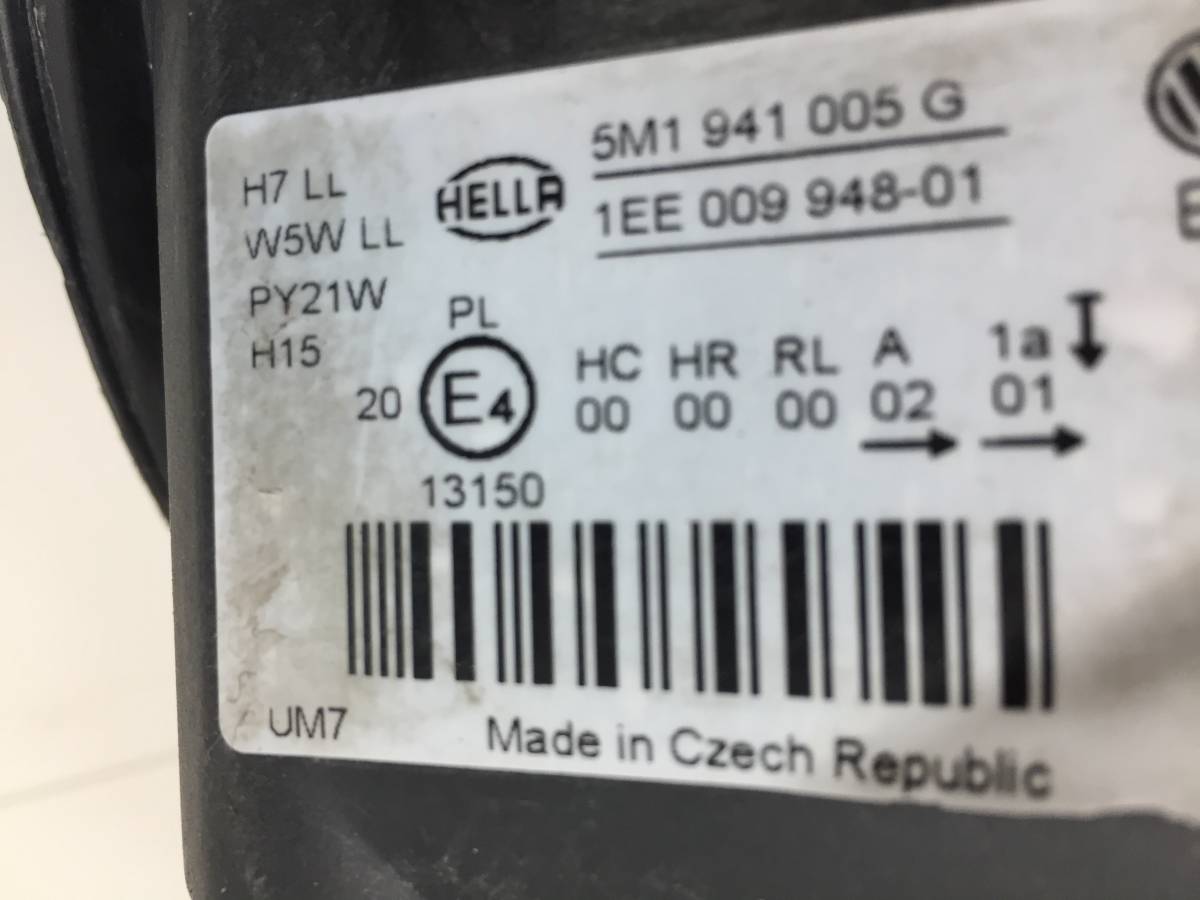 5M1 941 005 G
HELLA
1EE 009 948-01
H7 LL
W5W LL
PY21W
H15
PL
20 E4
13150
HC HR RL A 1a
00 00 00 02 01
UM7
Made in Czech Republic